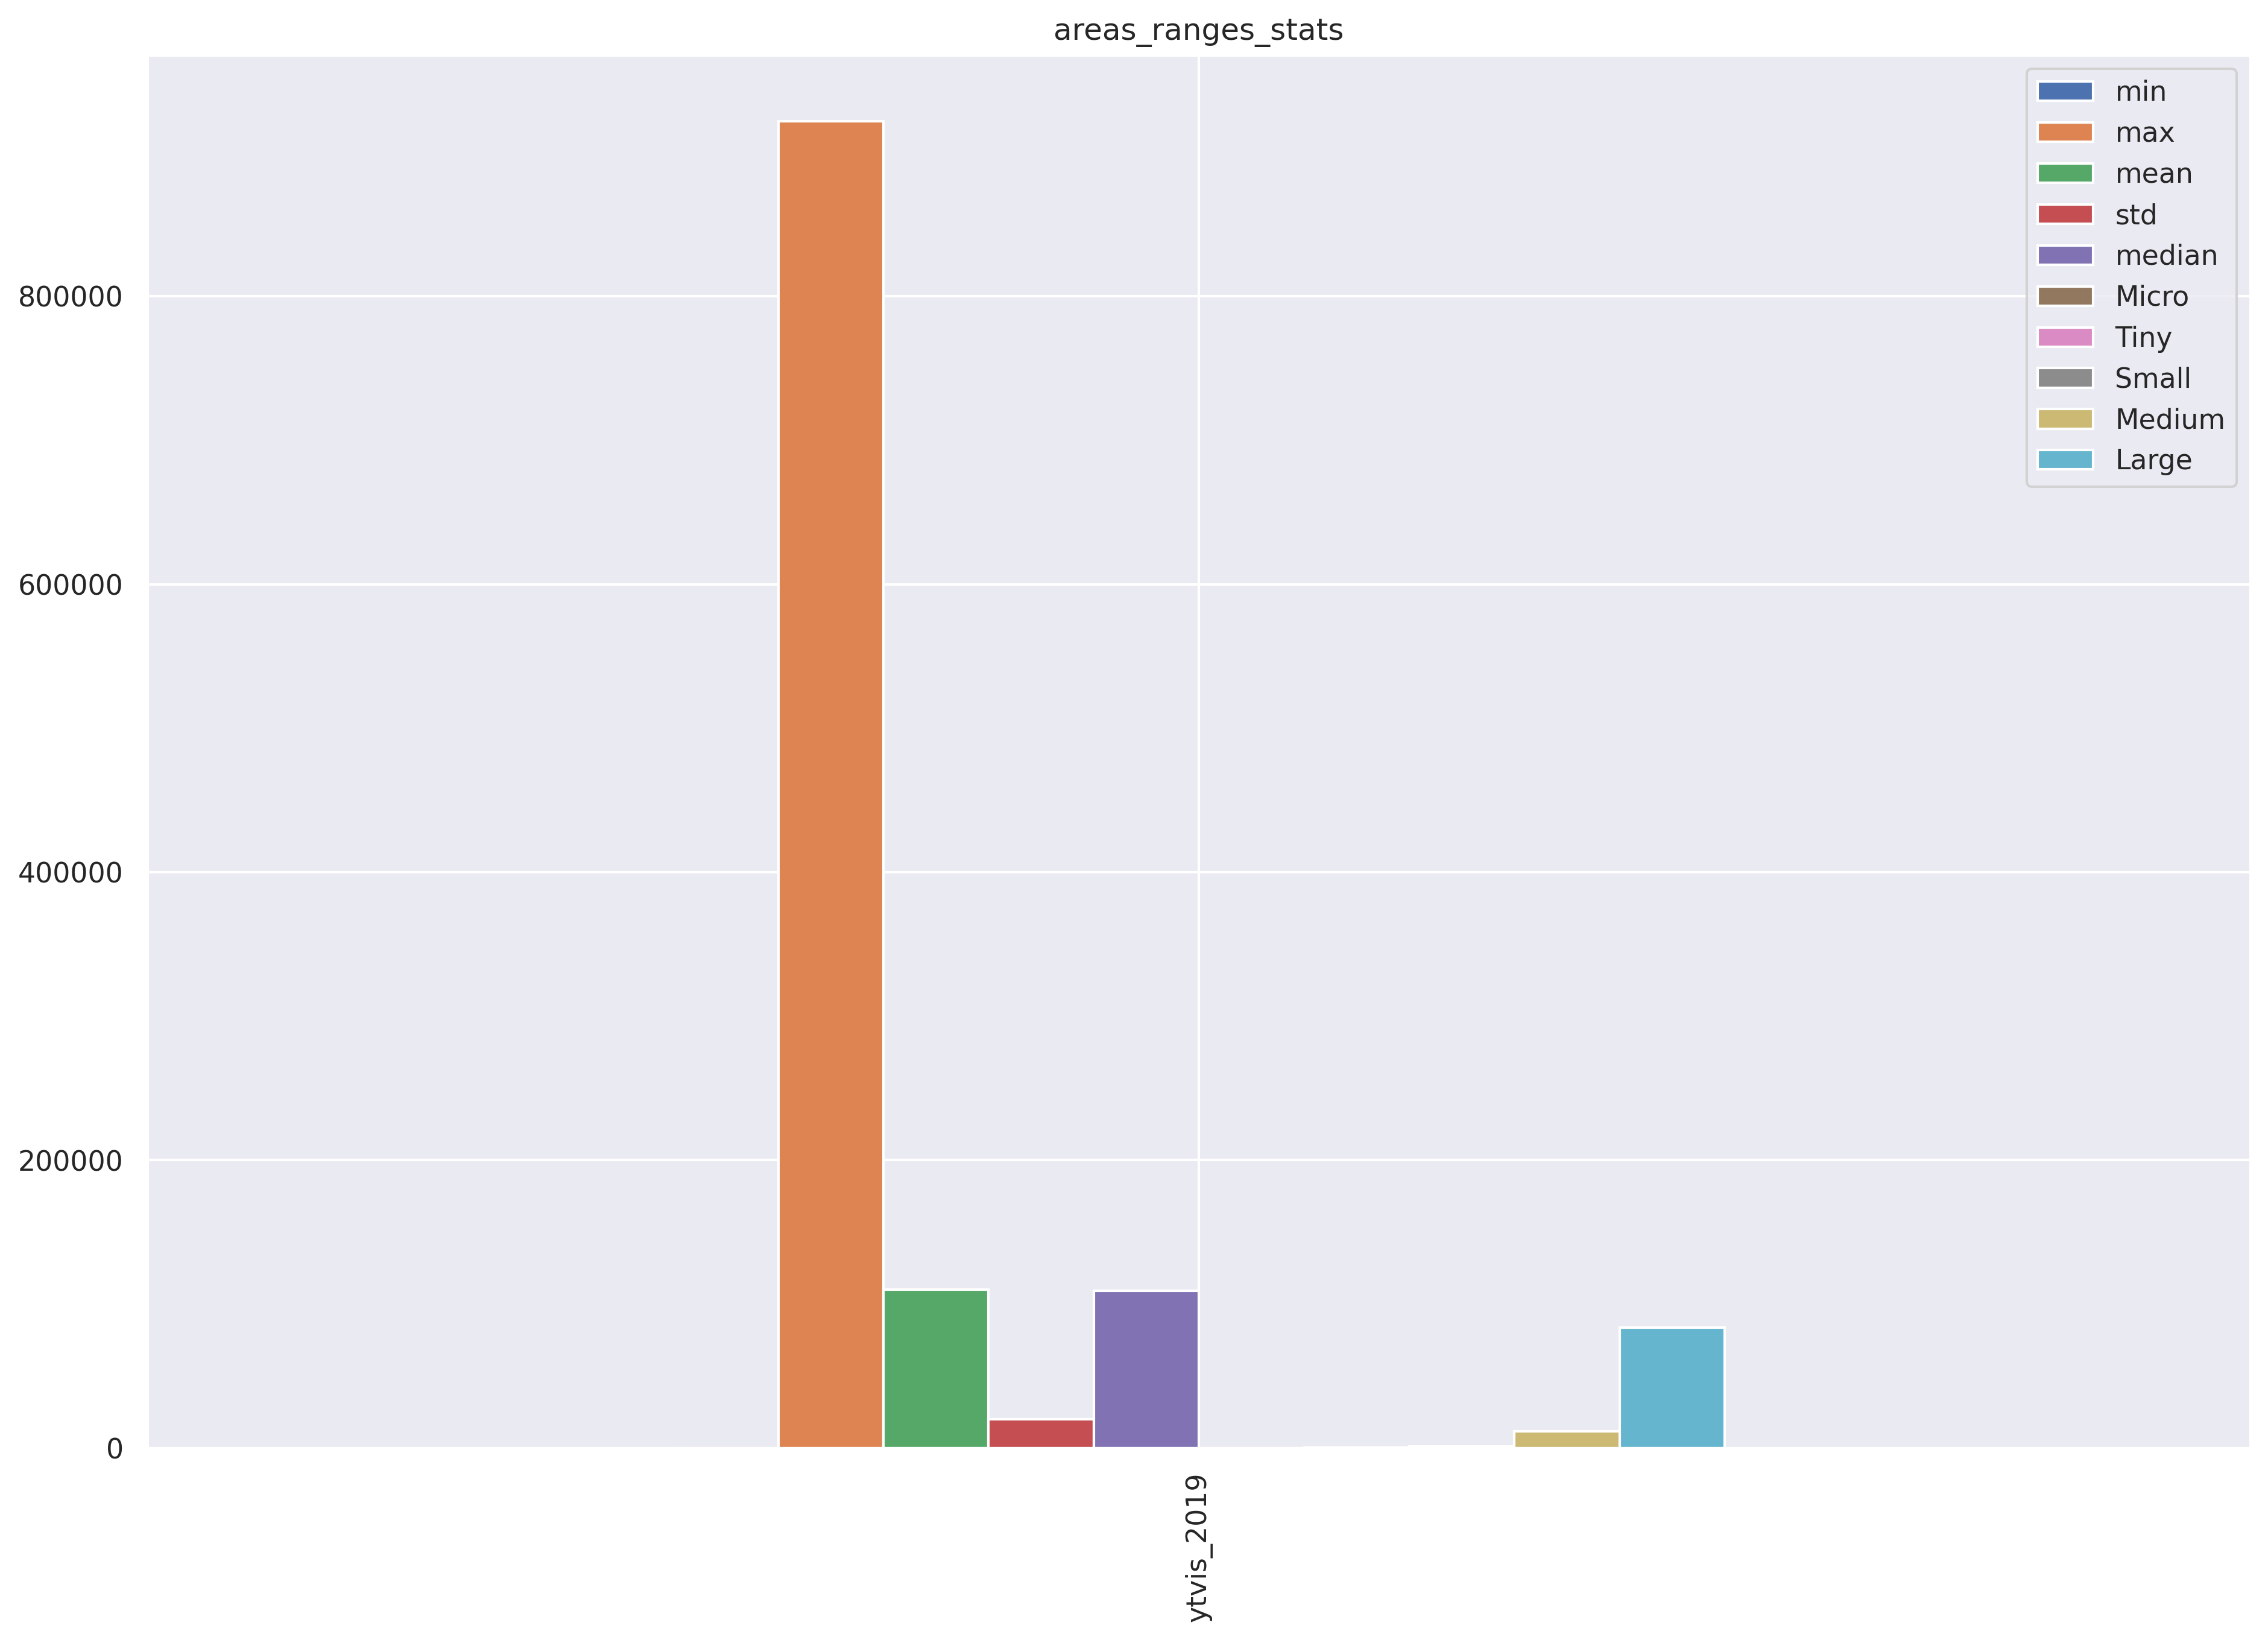 areas_ranges_stats
min
max
mean
std
median
Micro
Tiny
Small
Medium
Large
800000
600000
400000
200000
0
ytvis_2019